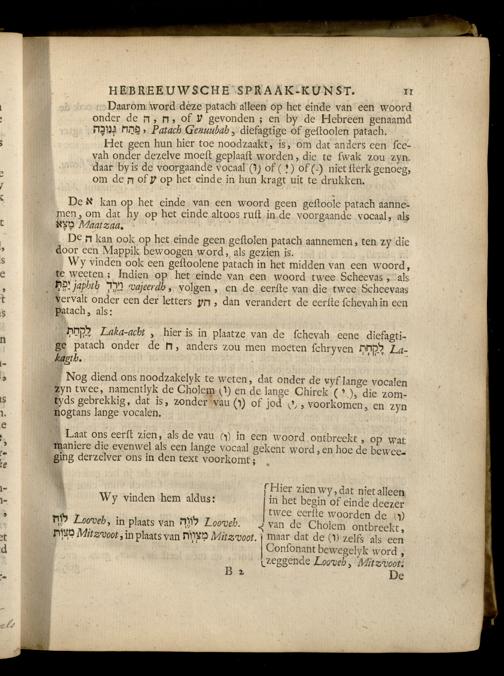 HEBREEUWSCHE SPRAAK-KUNST. 11
Daarom word déze patach alleen op het einde van een woord
onder de ה, ח, of ע gevonden; en by de Hebreen genaamd
פַּתַח גְּנוּבָה, Patach Genuubah, diefagtige of gestoolen patach.
Het geen hun hier toe noodzaakt, is, om dat anders een sce-
vah onder dezelve moest geplaast worden, die te swak zou zyn.
daar by is de voorgaande vocaal (ו) of (י) of (-) niet sterk genoeg,
om de ח of ע op het einde in hun kragt uit te drukken.
De א kan op het einde van een woord geen gestoole patach aanne-
men, om dat hy op het einde altoos rust in de voorgaande vocaal, als
מָצָא Maatzaa.
De ה kan ook op het einde geen gestolen patach aannemen, ten zy die
door een Mappik bewoogen word, als gezien is.
Wy vinden ook een gestoolene patach in het midden van een woord,
te weeten; Indien op het einde van een woord twee Scheevas, als
יַפְתְּ japhth וַיֵּרְדְּ vajeerdh, volgen, en de eerste van die twee Scheevaas
vervalt onder een der letters הע, dan verandert de eerste schevah in een
patach, als:
לָקַחַתְּ Laka-acht, hier is in plaatze van de schevah eene diefagti-
ge patach onder de ח, anders zou men moeten schryven לָקַחְתְּ La-
kagth.
Nog diend ons noodzakelyk te weten, dat onder de vyf lange vocalen
zyn twee, namentlyk de Cholem (ו) en de lange Chirek (י), die zom-
tyds gebrekkig, dat is, zonder vau (ו) of jod י, voorkomen, en zyn
nogtans lange vocalen.
Laat ons eerst zien, als de vau (ו) in een woord ontbreekt, op wat
maniere die evenwel als een lange vocaal gekent word, en hoe de bewee-
ging derzelver ons in den text voorkomt;
Wy vinden hem aldus:
לוֶֹה Looveh, in plaats van לוֹוֶה Looveh.
מִצְוֹת Mitzvoot, in plaats van מִצְווֹת Mitzvoot.
Hier zien wy, dat niet alleen
in het begin of einde deezer
twee eerste woorden de (ו)
van de Cholem ontbreekt,
maar dat de (ו) zelfs als een
Consonant bewegelyk word,
zeggende Looveh, Mitzvoot.
B 2
De